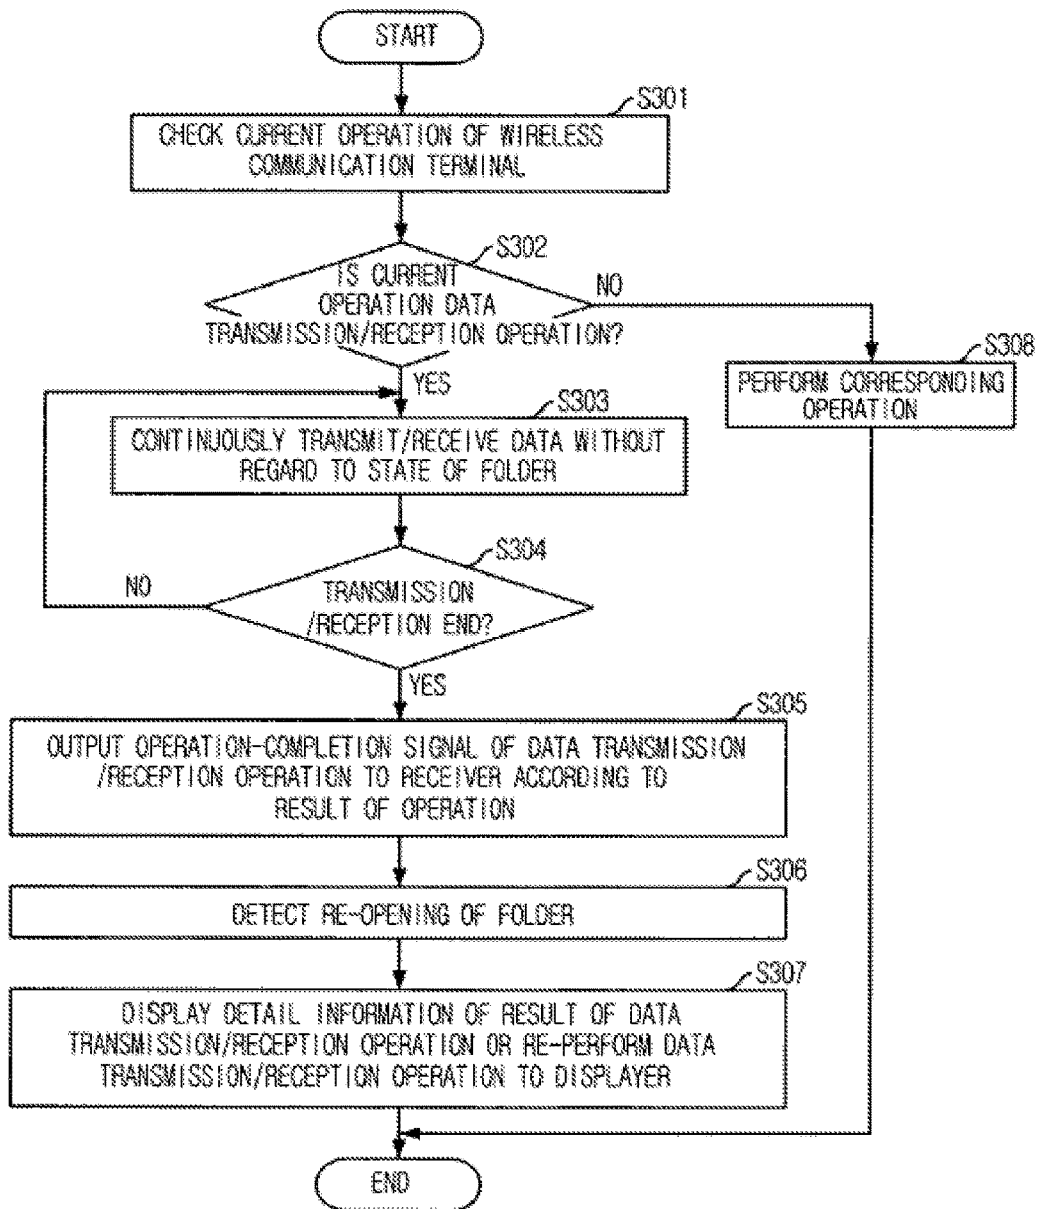 START
S301
CHECK CURRENT OPERATION OF WIRELESS
COMMUNICATION TERMINAL
S302
IS CURRENT
OPERATION DATA
TRANSMISSION/RECEPTION OPERATION?
NO
YES
S308
PERFORM CORRESPONDING
OPERATION
S303
CONTINUOUSLY TRANSMIT/RECEIVE DATA WITHOUT
REGARD TO STATE OF FOLDER
S304
TRANSMISSION
/RECEPTION END?
NO
YES
S305
OUTPUT OPERATION-COMPLETION SIGNAL OF DATA TRANSMISSION
/RECEPTION OPERATION TO RECEIVER ACCORDING TO
RESULT OF OPERATION
S306
DETECT RE-OPENING OF FOLDER
S307
DISPLAY DETAIL INFORMATION OF RESULT OF DATA
TRANSMISSION/RECEPTION OPERATION OR RE-PERFORM DATA
TRANSMISSION/RECEPTION OPERATION TO DISPLAYER
END